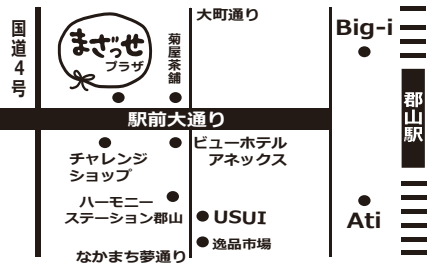 大町通り
Big-i
国道4号
まざっせ
プラザ
菊屋茶舗
郡山駅
駅前大通り
チャレンジ
ショップ
ビューホテル
アネックス
ハーモニー
ステーション郡山
USUI
Ati
逸品市場
なかまち夢通り